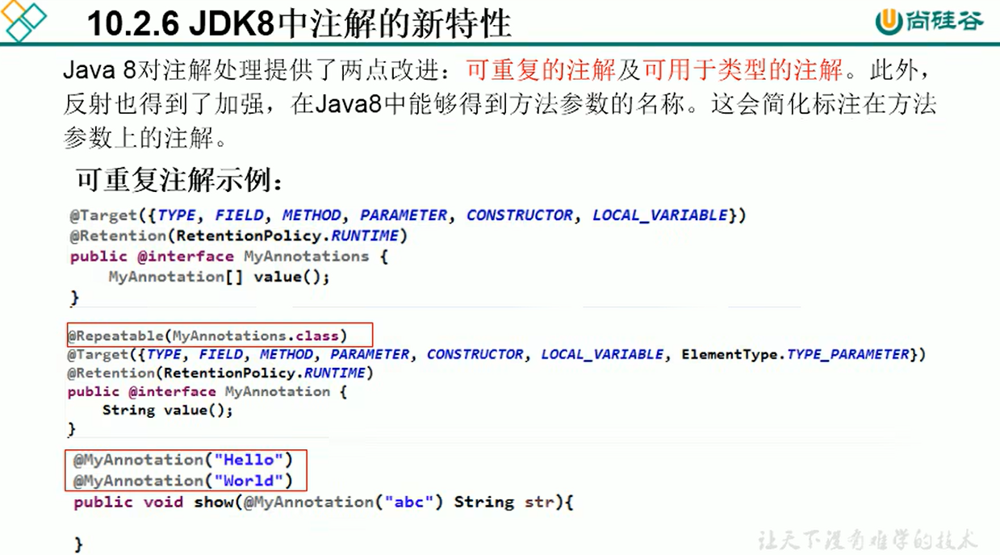 10.2.6 JDK8中注解的新特性
尚硅谷
Java 8对注解处理提供了两点改进：可重复的注解及可用于类型的注解。此外，
反射也得到了加强，在Java8中能够得到方法参数的名称。这会简化标注在方法
参数上的注解。
可重复注解示例：
@Target({TYPE, FIELD, METHOD, PARAMETER, CONSTRUCTOR, LOCAL_VARIABLE})
@Retention(RetentionPolicy.RUNTIME)
public @interface MyAnnotations {
    MyAnnotation[] value();
}
@Repeatable(MyAnnotations.class)
@Target({TYPE, FIELD, METHOD, PARAMETER, CONSTRUCTOR, LOCAL_VARIABLE, ElementType.TYPE_PARAMETER})
@Retention(RetentionPolicy.RUNTIME)
public @interface MyAnnotation {
    String value();
}
@MyAnnotation("Hello")
@MyAnnotation("World")
public void show(@MyAnnotation("abc") String str){
}
让天下没有难学的技术